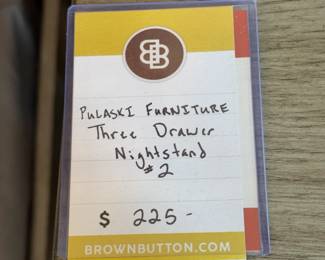 BB
PULASKI FURNITURE
Three Drawer
Nightstand
#2
$ 225-
BROWNBUTTON.COM